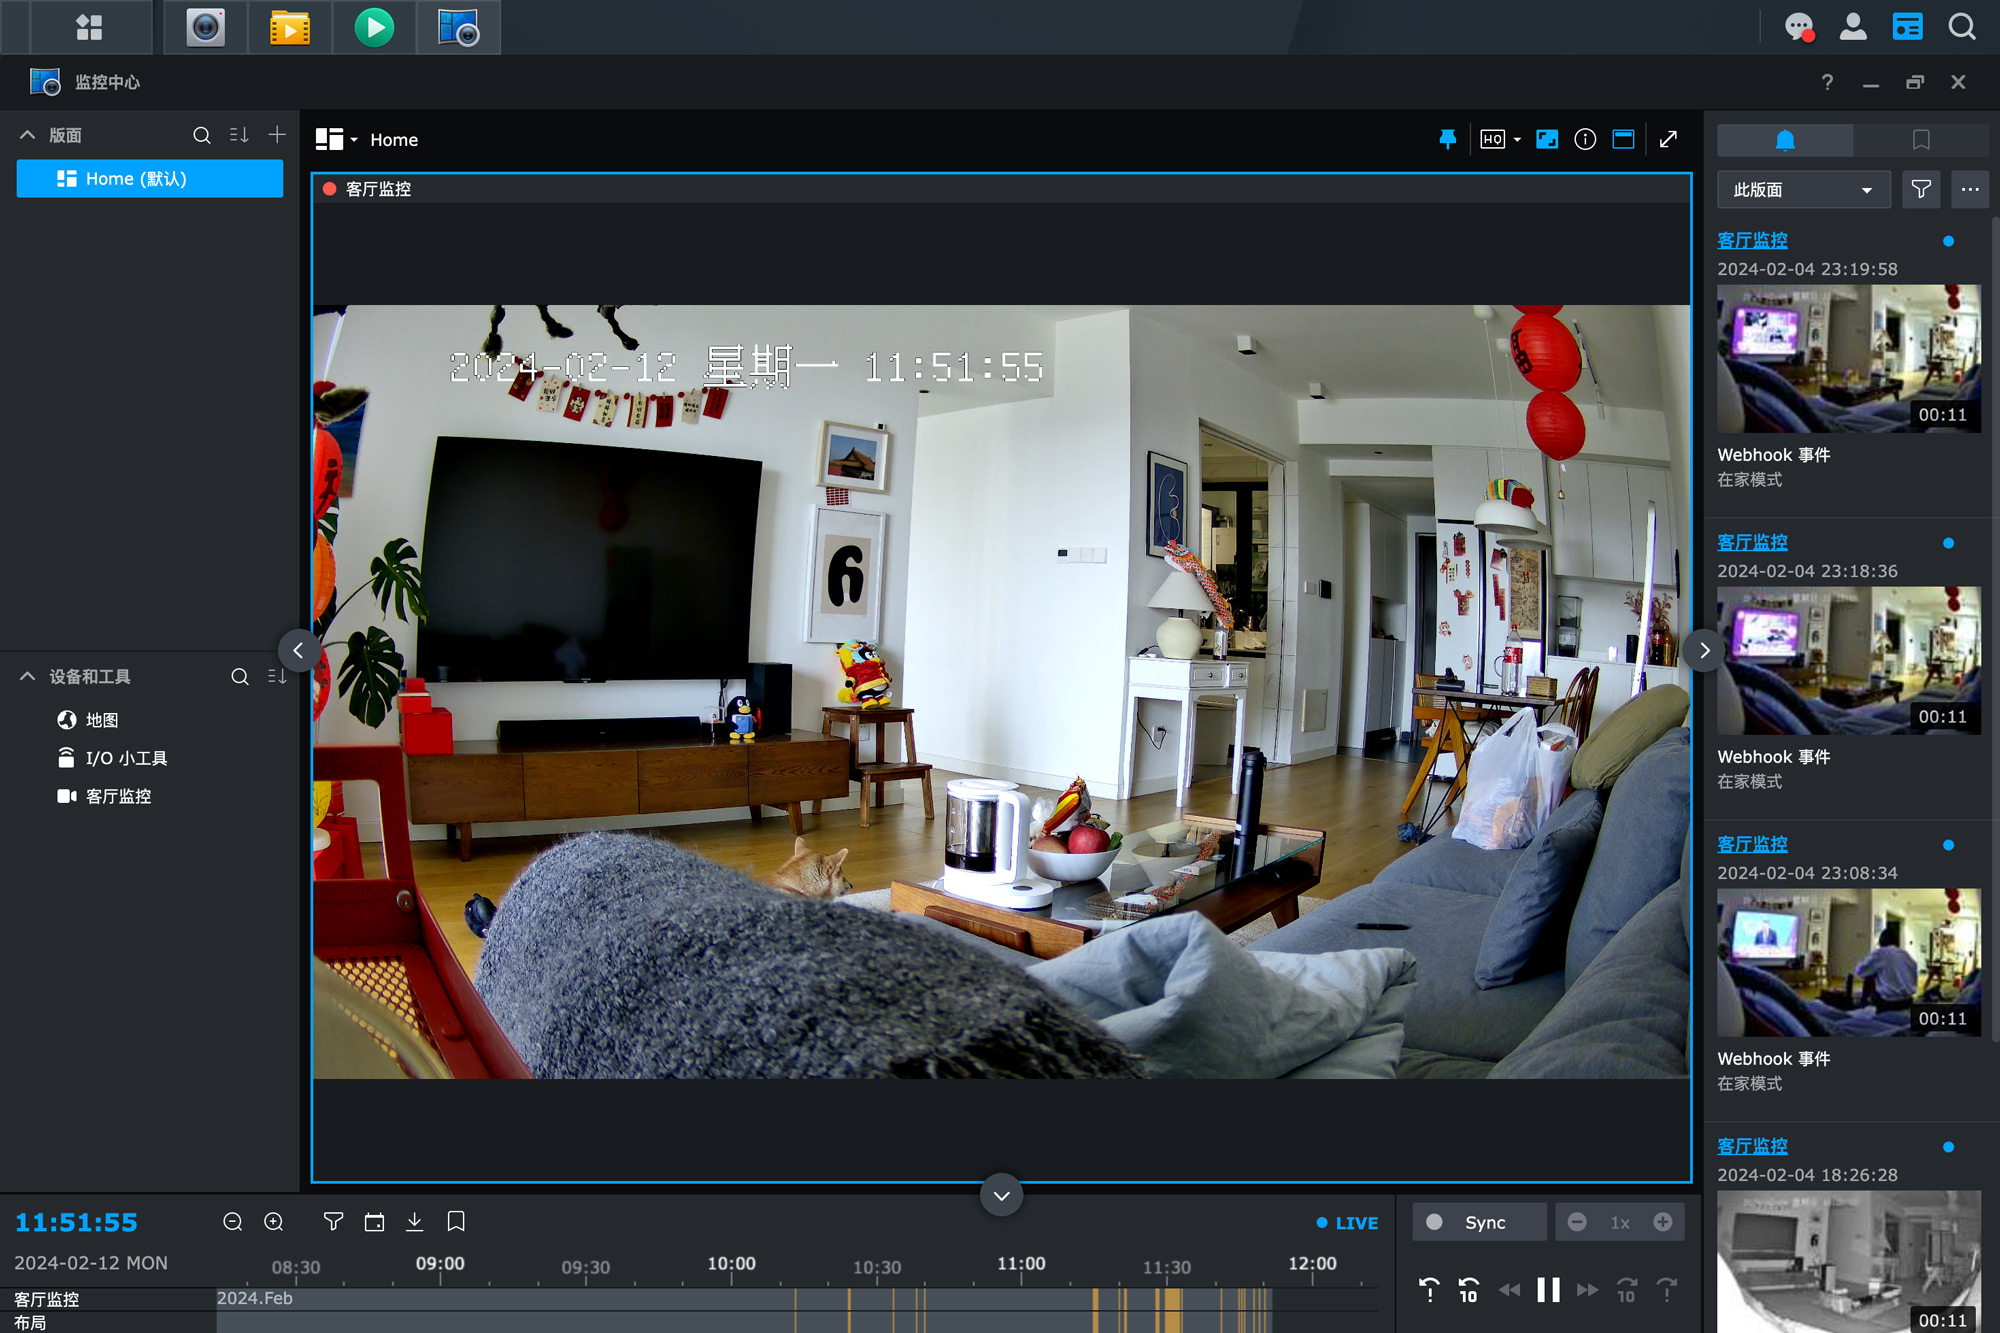 监控中心
版面
Home (默认)
设备和工具
地图
I/O 小工具
客厅监控
Home
HQ
客厅监控
2024-02-12 星期一 11:51:55
此版面
客厅监控
2024-02-04 23:19:58
00:11
Webhook 事件
在家模式
客厅监控
2024-02-04 23:18:36
00:11
Webhook 事件
在家模式
客厅监控
2024-02-04 23:08:34
00:11
Webhook 事件
在家模式
客厅监控
2024-02-04 18:26:28
00:11
11:51:55
LIVE
Sync
1x
2024-02-12 MON
08:30
09:00
09:30
10:00
10:30
11:00
11:30
12:00
10
10
客厅监控
2024.Feb
布局